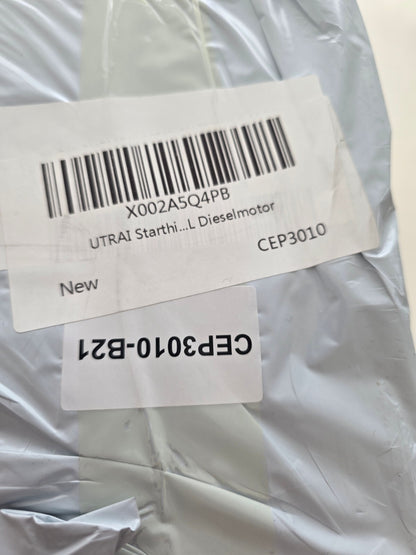 X002A5Q4PB
UTRAI Starthi...L Dieselmotor
New
CEP3010
CEP3010-B21